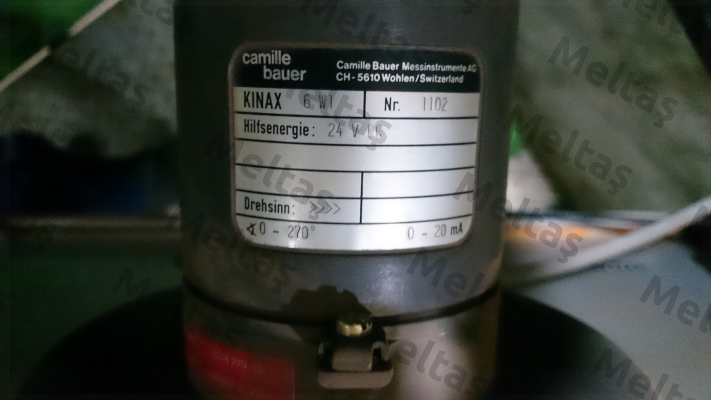 camille
bauer
Camille Bauer Messinstrumente AG
CH - 5610 Wohlen/Switzerland
KINAX 6 W1
Nr. 1102
Hilfsenergie: 24 V
Drehsinn: >>>>
∢ 0 - 270°
0 - 20 mA
Meltaş